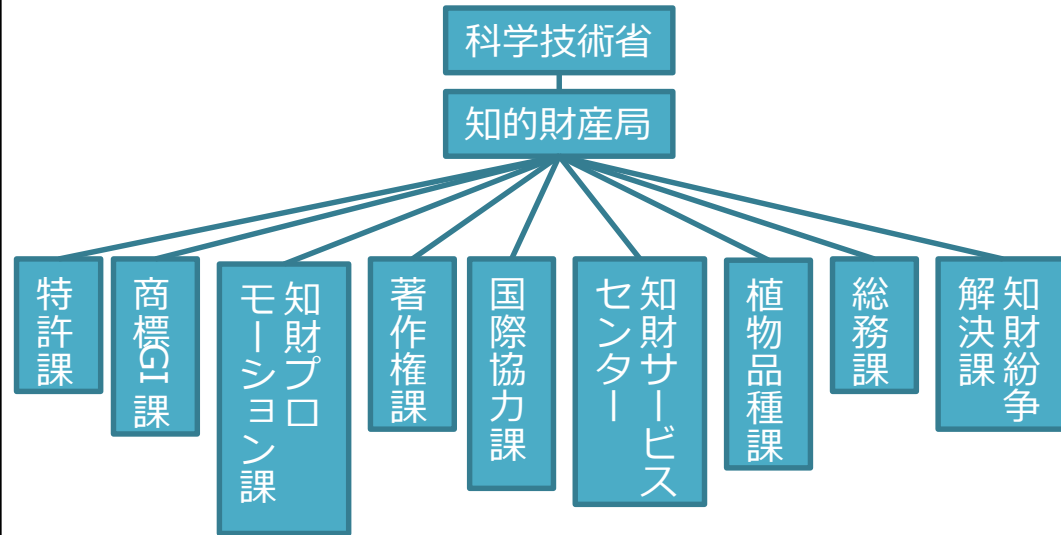 科学技術省
知的財産局
特許課
商標GI課
知財プロ
モーション課
著作権課
国際協力課
知財サービス
センター
植物品種課
総務課
知財紛争
解決課